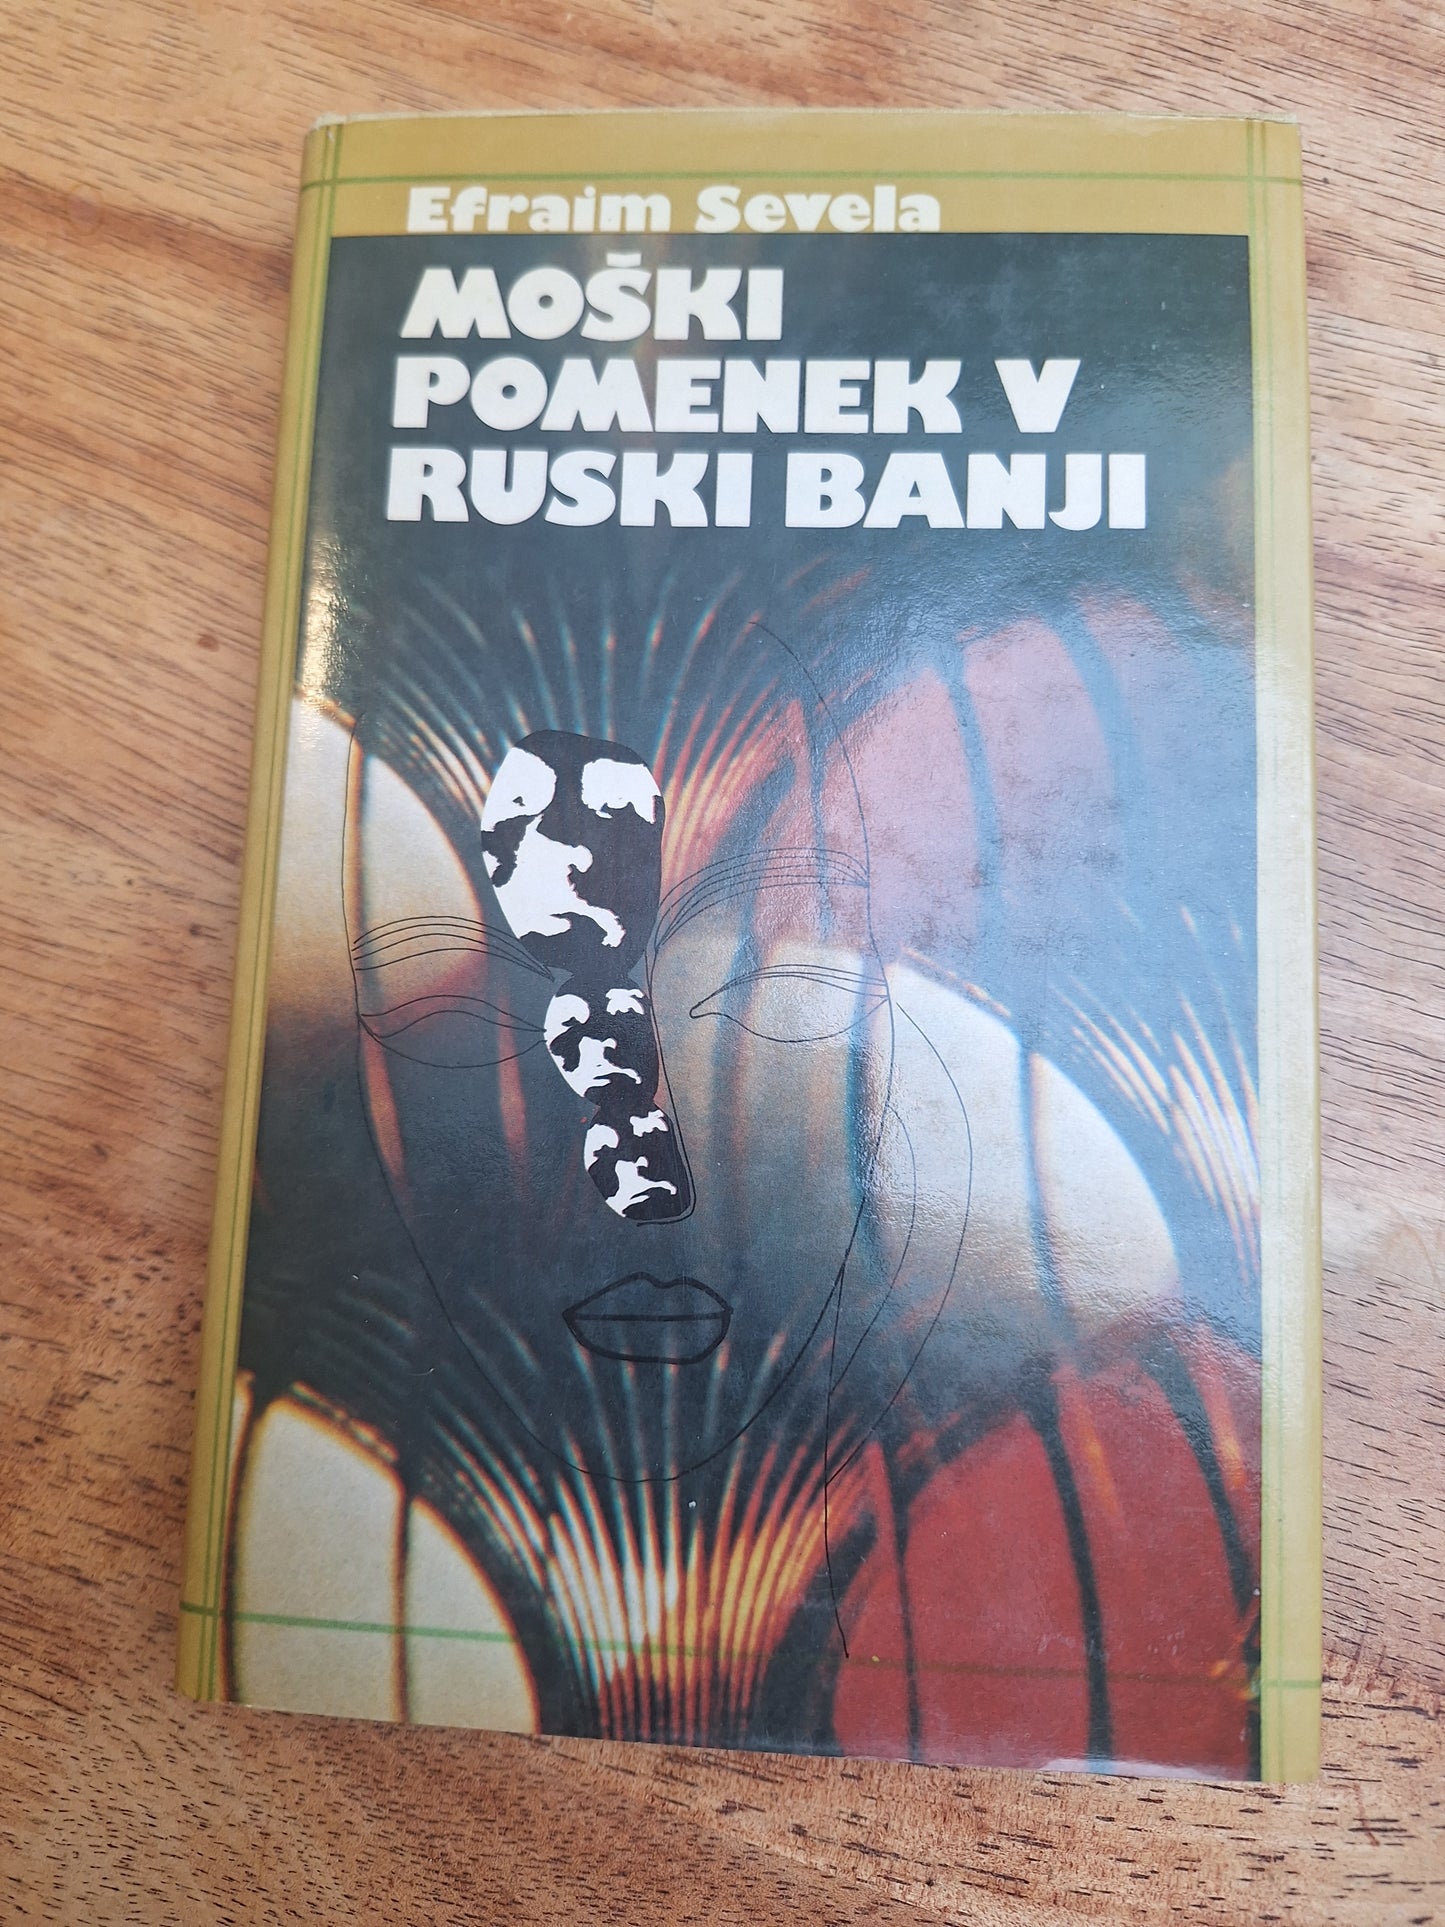 Efraim Sevela
MOŠKI
POMENEK V
RUSKI BANJI